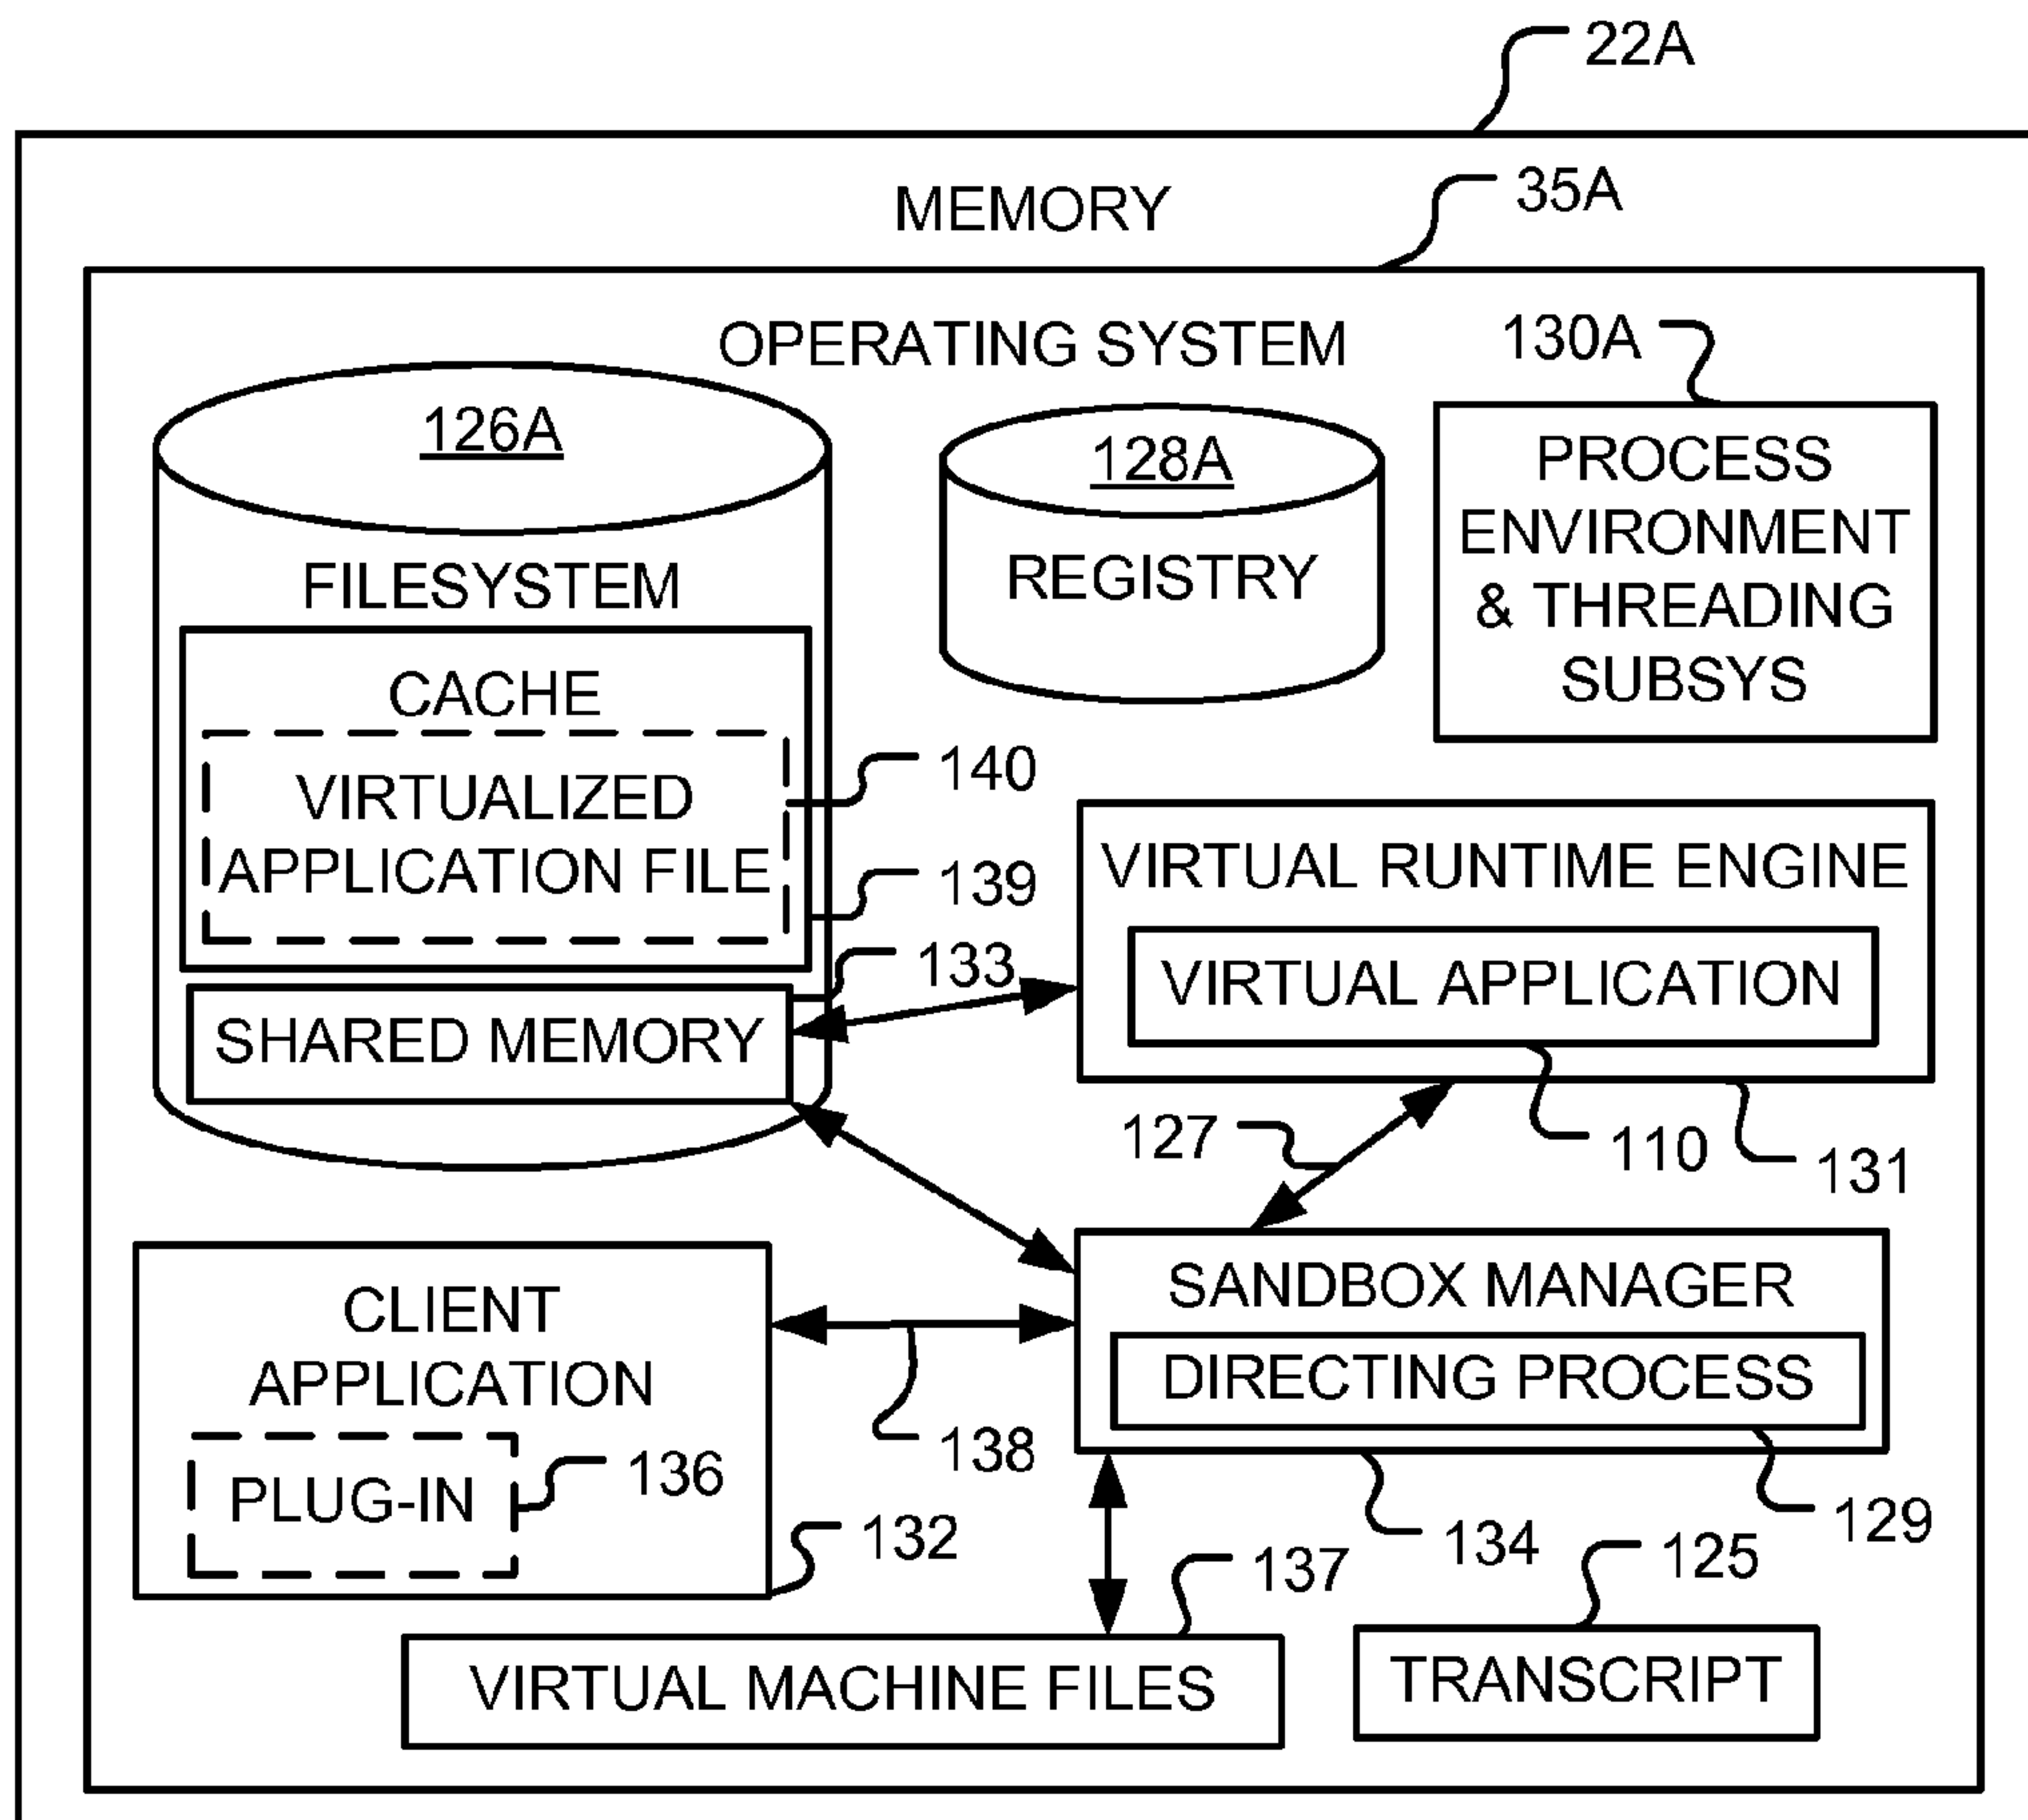 22A
MEMORY
35A
OPERATING SYSTEM
130A
126A
128A
PROCESS
ENVIRONMENT
& THREADING
SUBSYS
FILESYSTEM
REGISTRY
CACHE
VIRTUALIZED
APPLICATION FILE
140
139
133
VIRTUAL RUNTIME ENGINE
VIRTUAL APPLICATION
SHARED MEMORY
127
110
131
CLIENT
APPLICATION
PLUG-IN
136
132
138
SANDBOX MANAGER
DIRECTING PROCESS
129
134
125
137
VIRTUAL MACHINE FILES
TRANSCRIPT